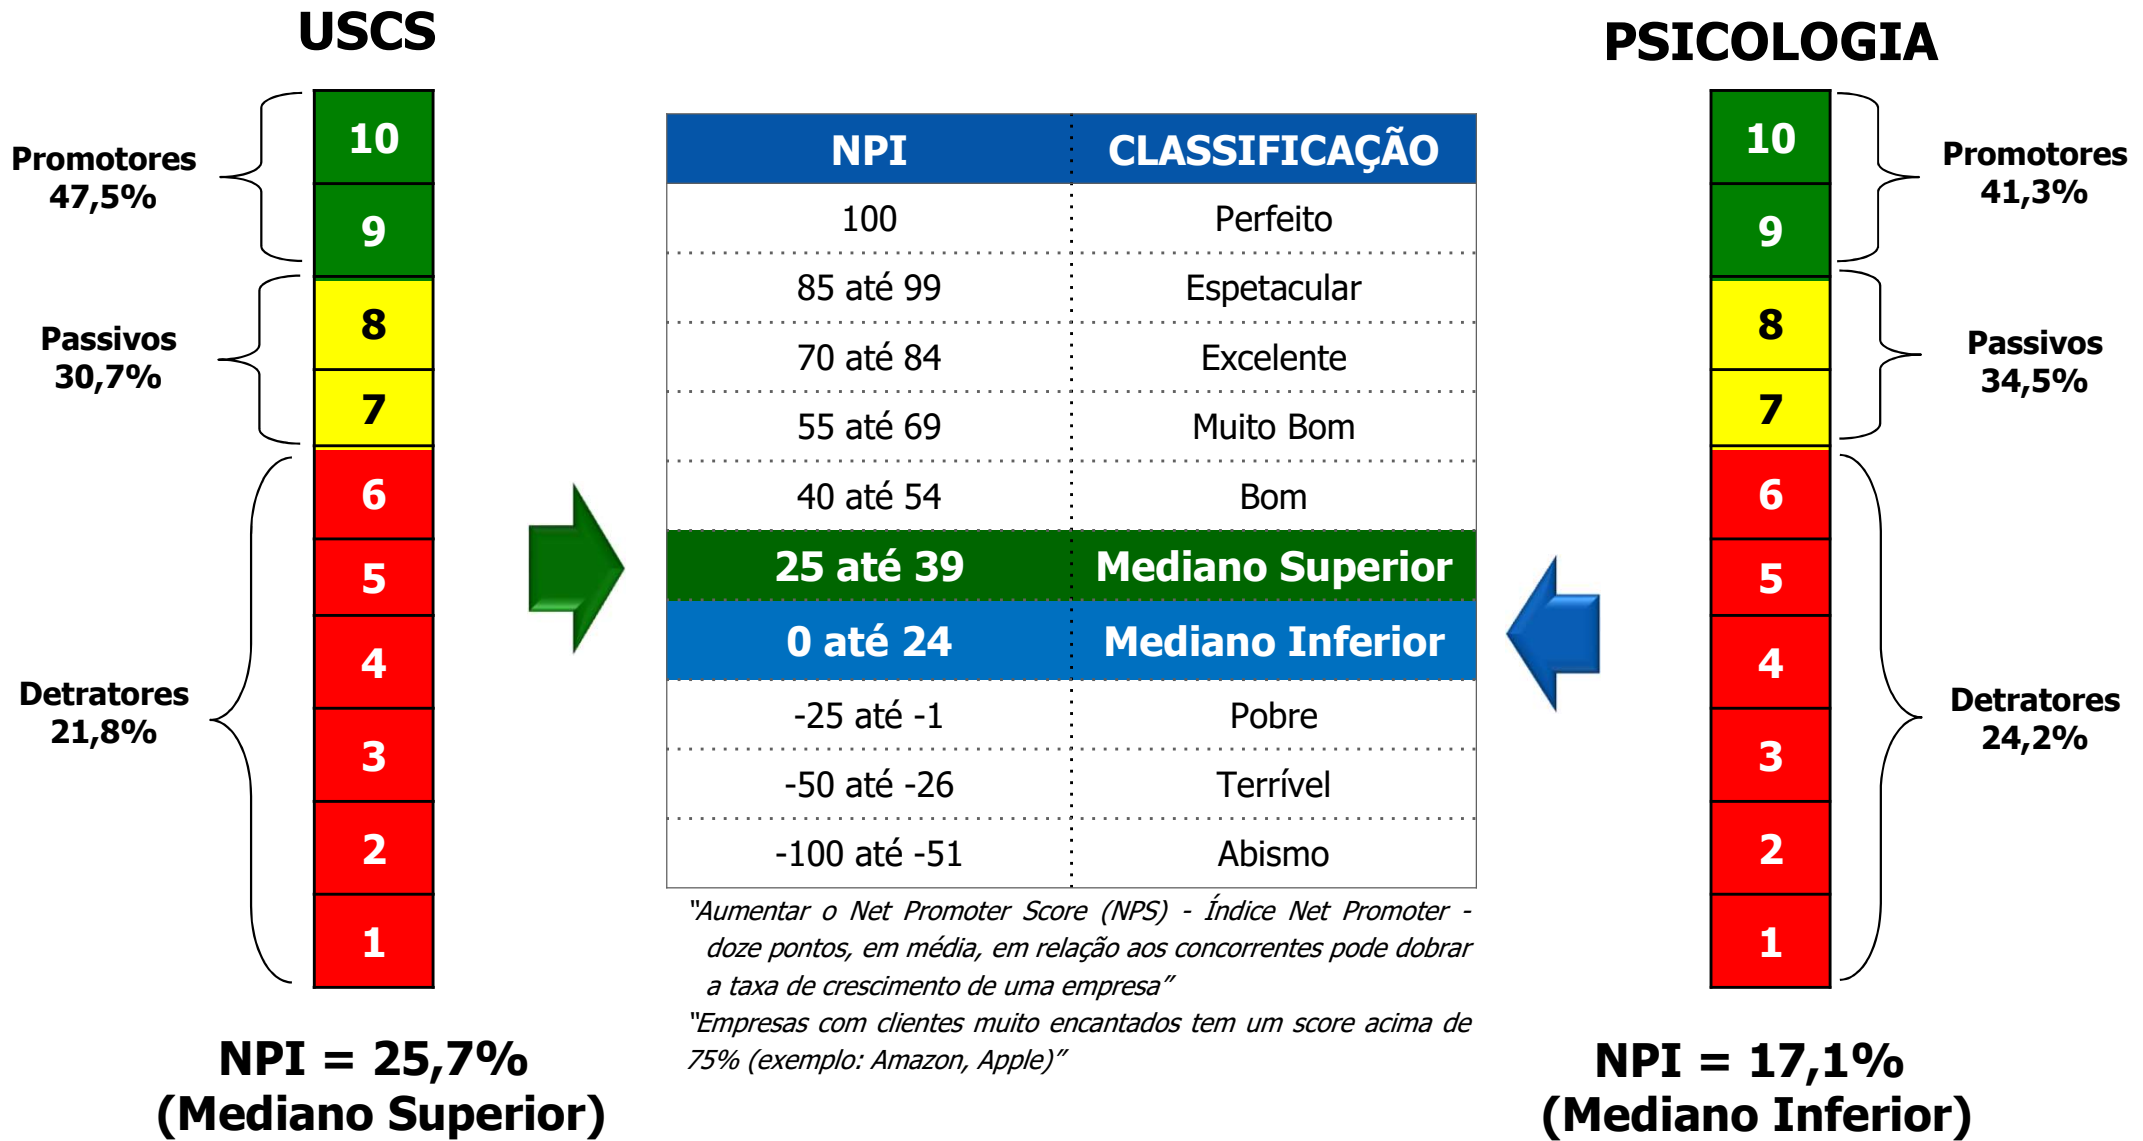 USCS
10
9
8
7
6
5
4
3
2
1
Promotores
47,5%
Passivos
30,7%
Detratores
21,8%
NPI = 25,7%
(Mediano Superior)
NPI CLASSIFICAÇÃO
100 Perfeito
85 até 99 Espetacular
70 até 84 Excelente
55 até 69 Muito Bom
40 até 54 Bom
25 até 39 Mediano Superior
0 até 24 Mediano Inferior
-25 até -1 Pobre
-50 até -26 Terrível
-100 até -51 Abismo
“Aumentar o Net Promoter Score (NPS) - Índice Net Promoter -
doze pontos, em média, em relação aos concorrentes pode dobrar
a taxa de crescimento de uma empresa”
“Empresas com clientes muito encantados tem um score acima de
75% (exemplo: Amazon, Apple)”
PSICOLOGIA
10
9
8
7
6
5
4
3
2
1
Promotores
41,3%
Passivos
34,5%
Detratores
24,2%
NPI = 17,1%
(Mediano Inferior)